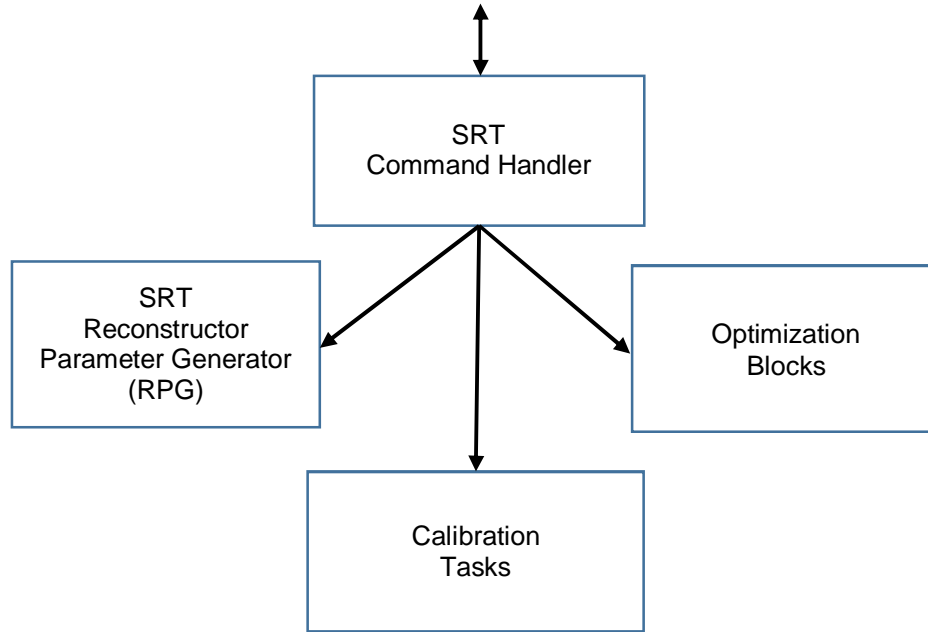 SRT
Command Handler
SRT
Reconstructor
Parameter Generator
(RPG)
Optimization
Blocks
Calibration
Tasks